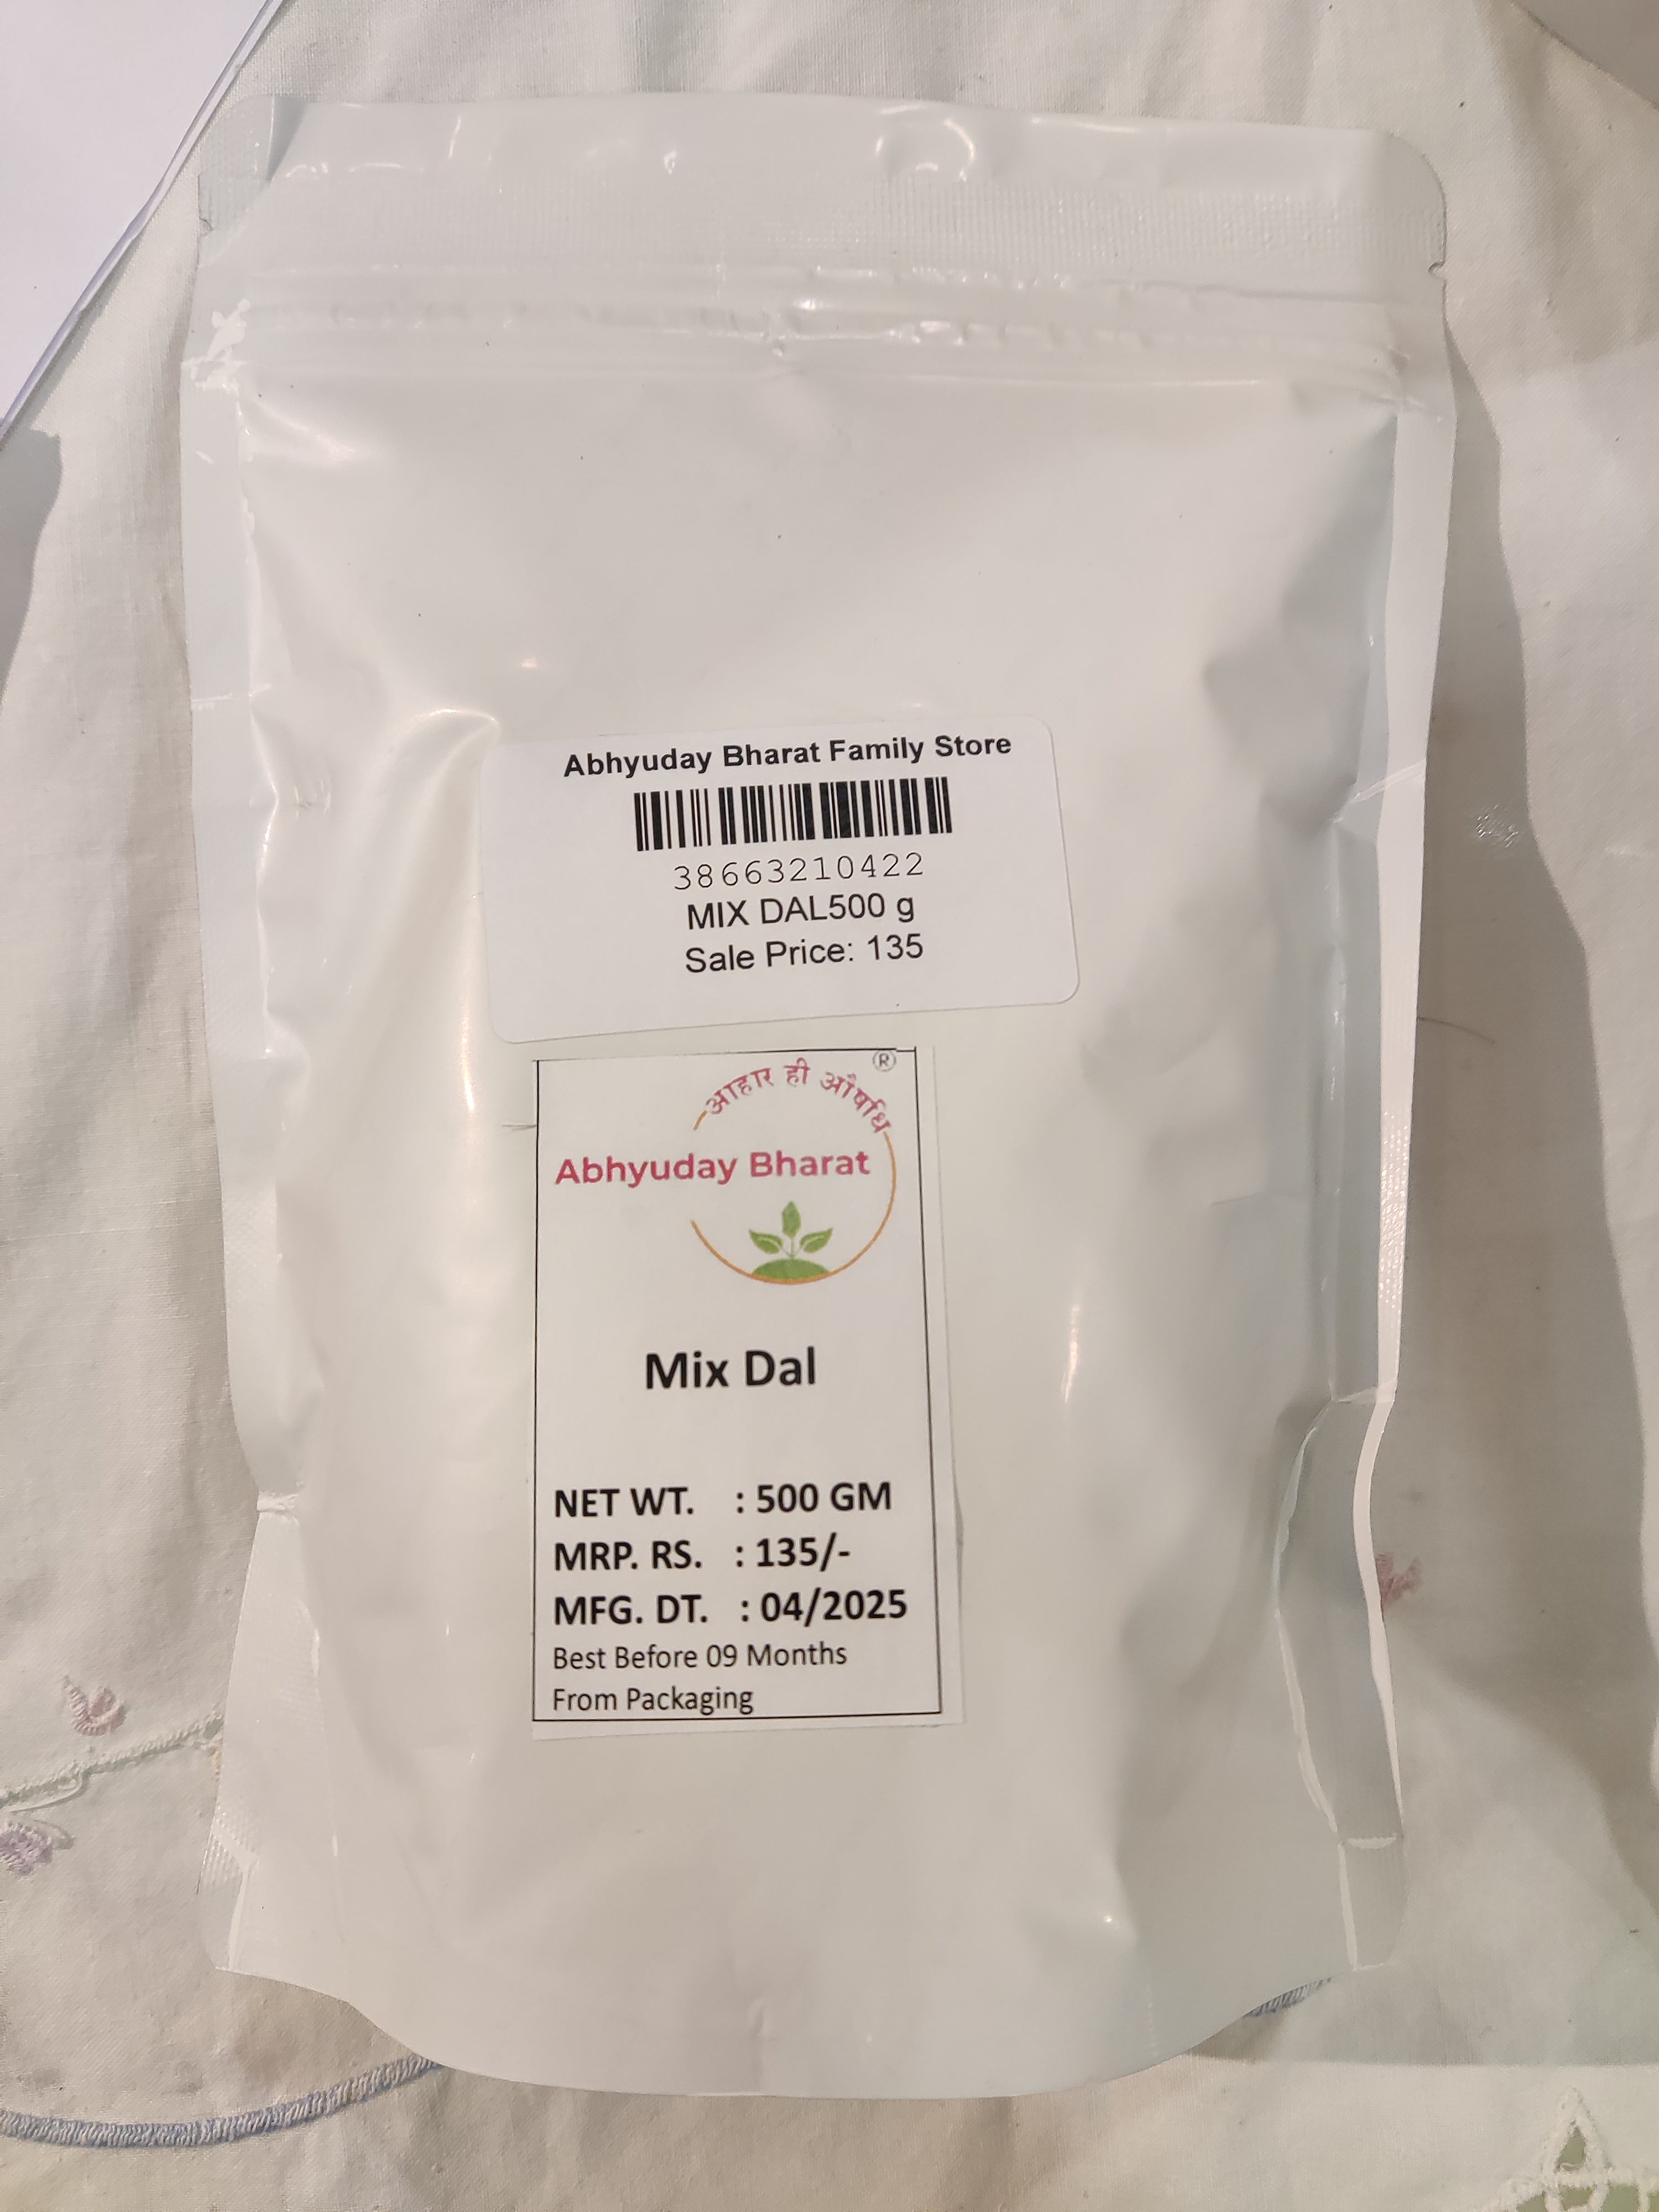 Abhyuday Bharat Family Store
38663210422
MIX DAL500 g
Sale Price: 135
आहार ही औषधि
®
Abhyuday Bharat
Mix Dal
NET WT. : 500 GM
MRP. RS. : 135/-
MFG. DT. : 04/2025
Best Before 09 Months
From Packaging